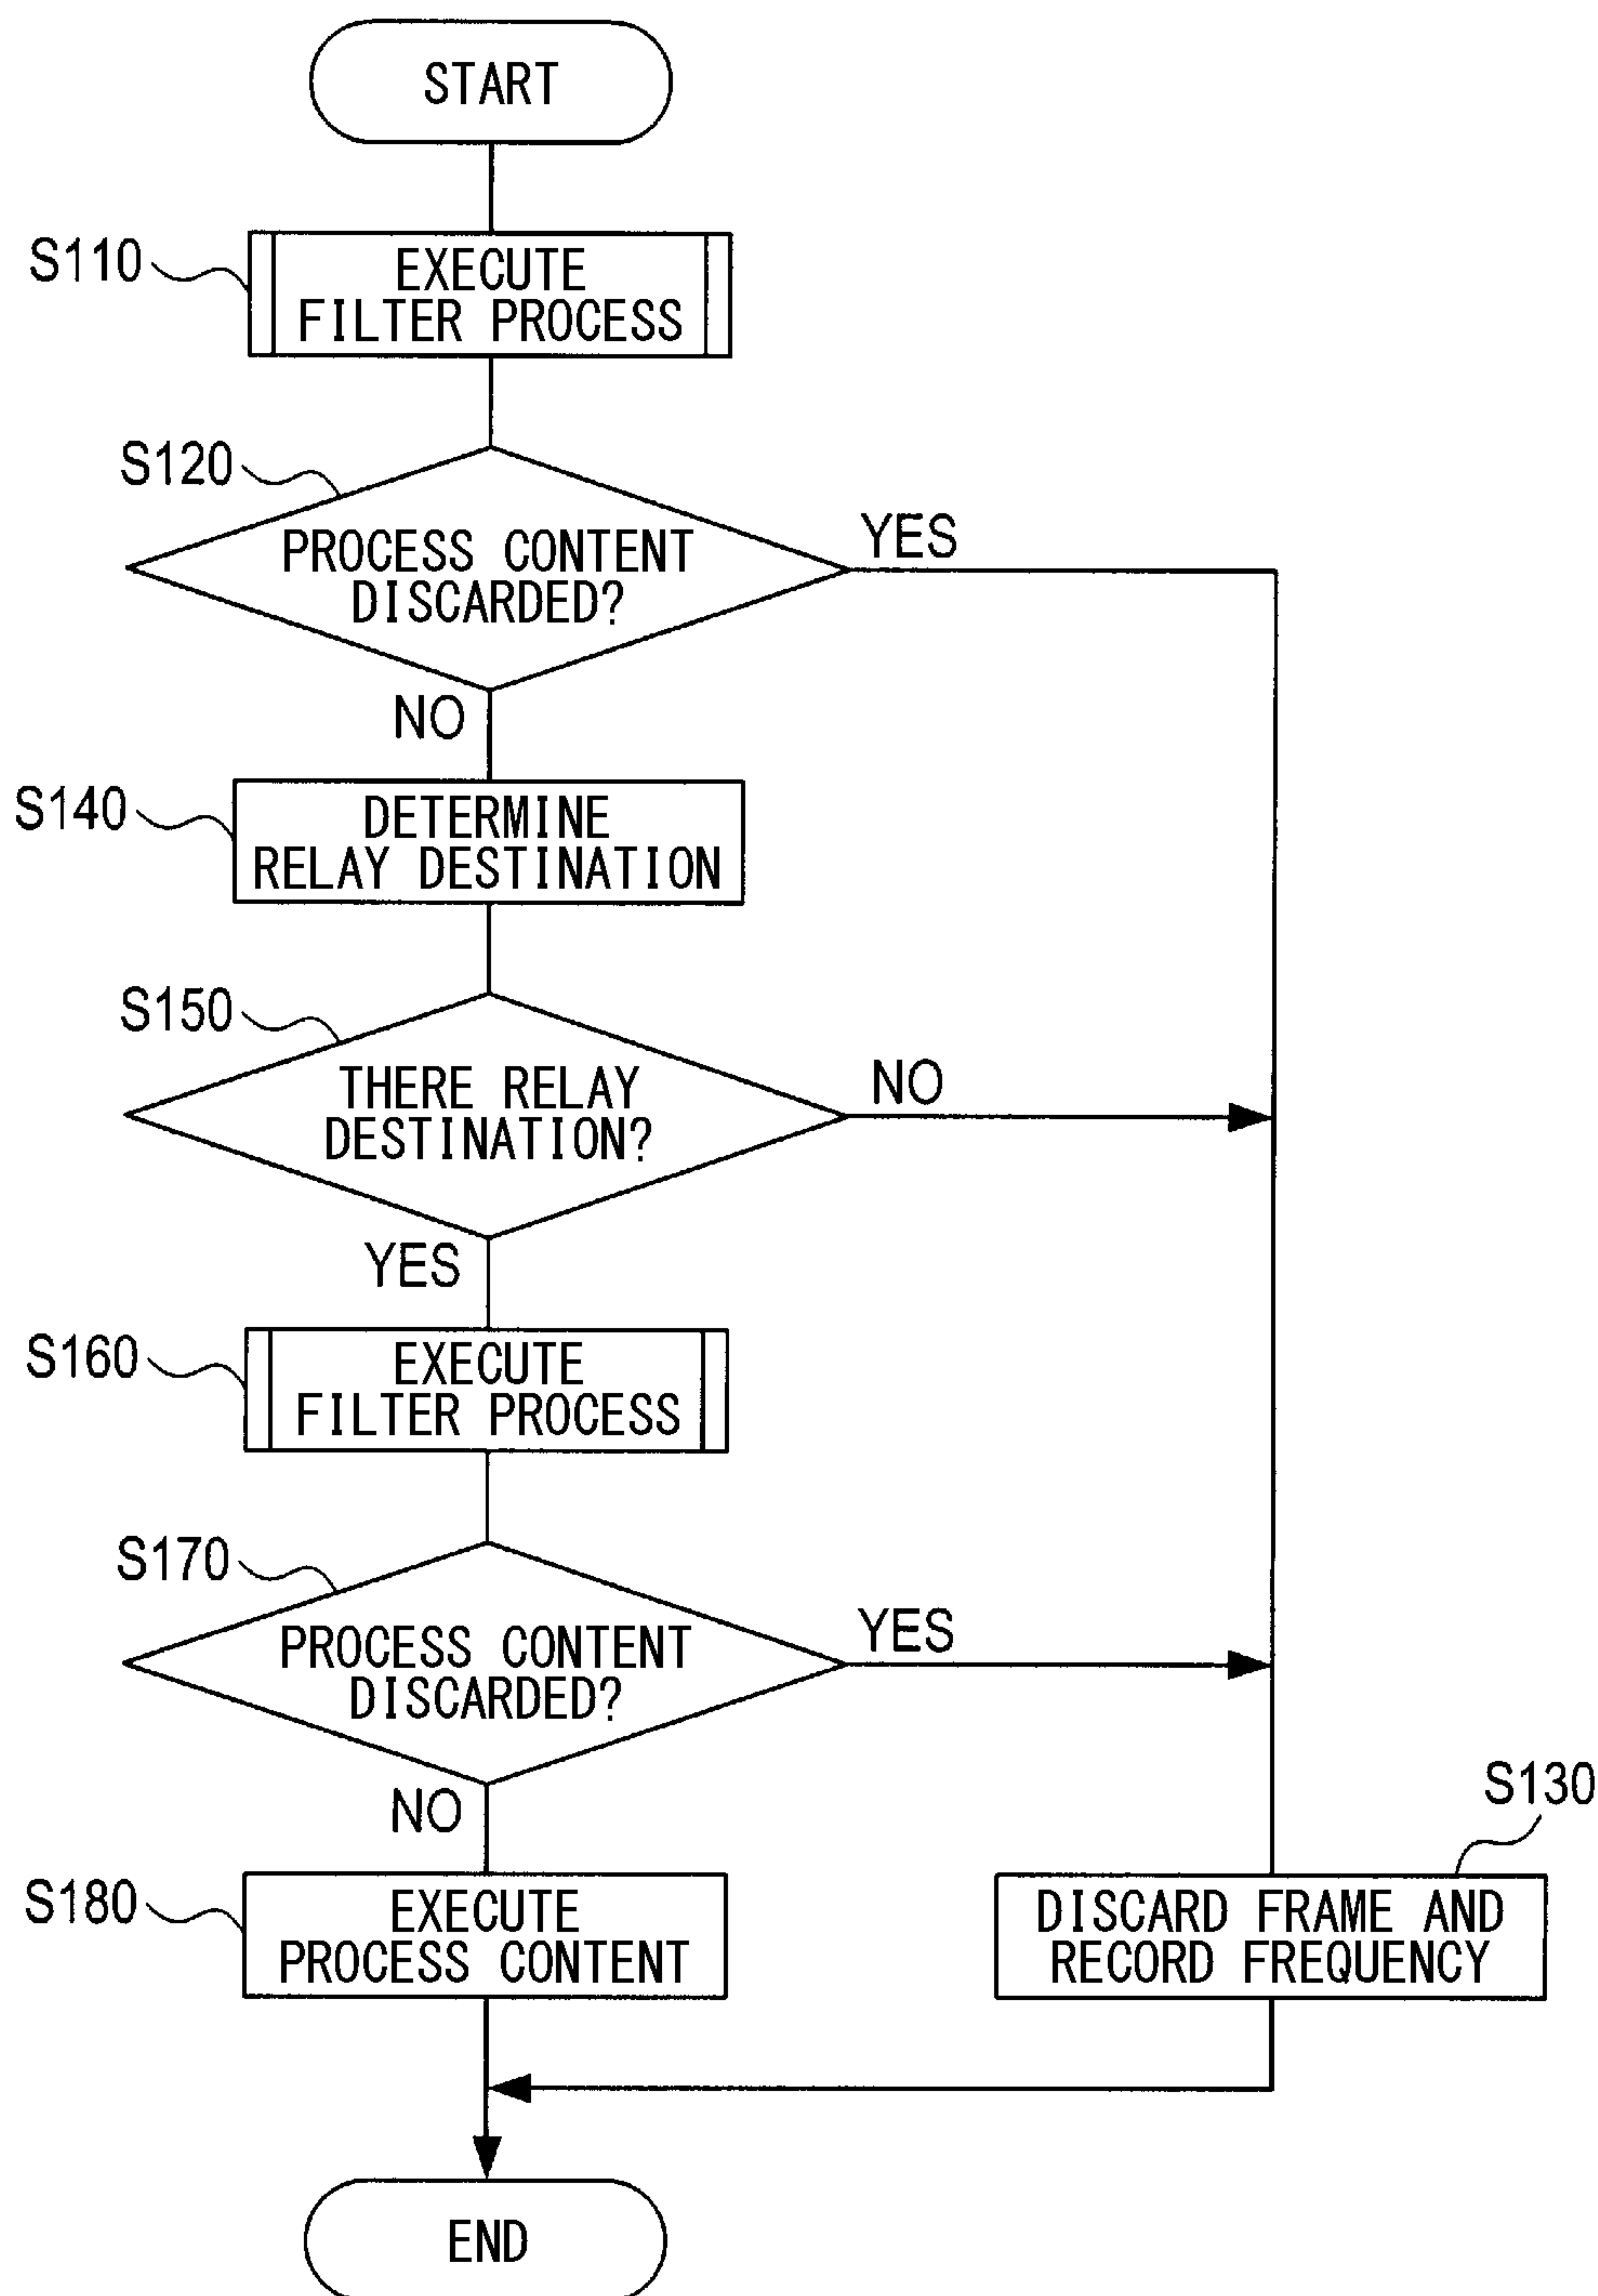 START
S110
EXECUTE
FILTER PROCESS
S120
PROCESS CONTENT
DISCARDED?
YES
NO
S140
DETERMINE
RELAY DESTINATION
S150
THERE RELAY
DESTINATION?
NO
YES
S160
EXECUTE
FILTER PROCESS
S170
PROCESS CONTENT
DISCARDED?
YES
NO
S130
S180
EXECUTE
PROCESS CONTENT
DISCARD FRAME AND
RECORD FREQUENCY
END